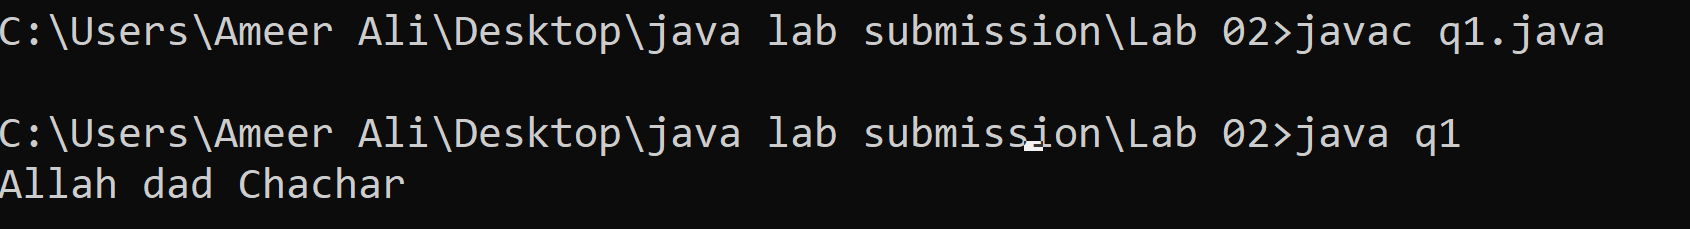 C:\Users\Ameer Ali\Desktop\java lab submission\Lab 02>javac q1.java
C:\Users\Ameer Ali\Desktop\java lab submission\Lab 02>java q1
Allah dad Chachar